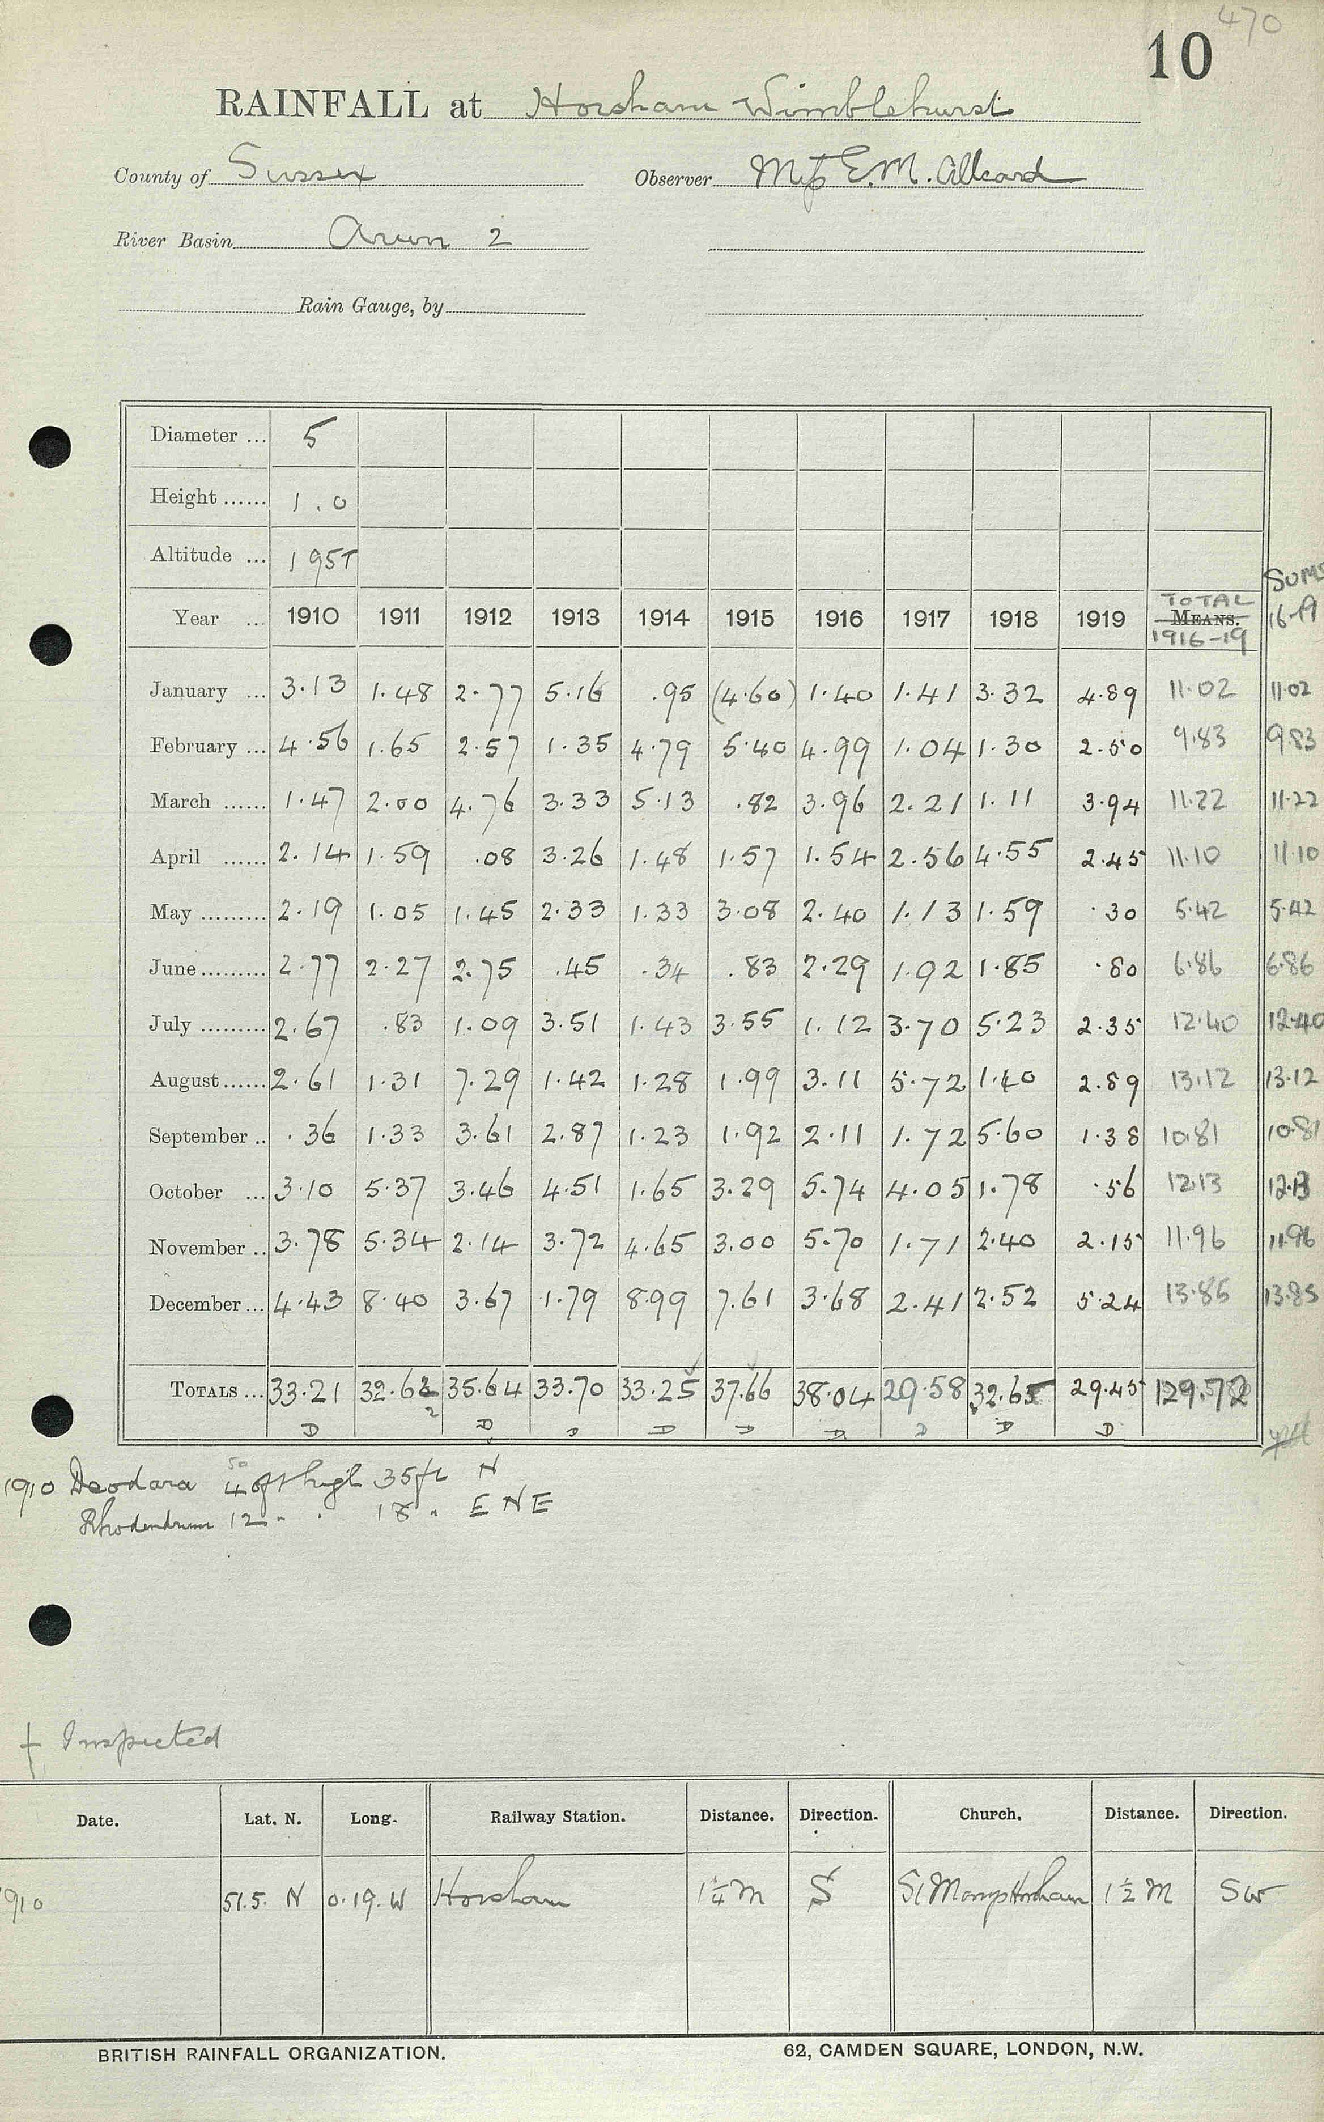 470
10
RAINFALL at Horsham Wimblehurst
County of Sussex Observer E.M. Allcard
River Basin Arun 2
Rain Gauge, by
Diameter ... 5
Height ...... 1.0
Altitude ... 195T
SUMS
Year ... 1910 1911 1912 1913 1914 1915 1916 1917 1918 1919 TOTAL MEANS. 1916-19 16-19
January ... 3.13 1.48 2.77 5.16 .95 (4.60) 1.40 1.41 3.32 4.89 11.02 11.02
February ... 4.56 1.65 2.57 1.35 4.79 5.40 4.99 1.04 1.30 2.50 9.83 9.83
March ...... 1.47 2.00 4.76 3.33 5.13 .82 3.96 2.21 1.11 3.94 11.22 11.22
April ...... 2.14 1.59 .08 3.26 1.48 1.57 1.54 2.56 4.55 2.45 11.10 11.10
May ......... 2.19 1.05 1.45 2.33 1.33 3.08 2.40 1.13 1.59 .30 5.42 5.42
June ......... 2.77 2.27 2.75 .45 .34 .83 2.29 1.92 1.85 .80 6.86 6.86
July ......... 2.67 .83 1.09 3.51 1.43 3.55 1.12 3.70 5.23 2.35 12.40 12.40
August ...... 2.61 1.31 7.29 1.42 1.28 1.99 3.11 5.72 1.40 2.89 13.12 13.12
September .. .36 1.33 3.61 2.87 1.23 1.92 2.11 1.72 5.60 1.38 10.81 10.81
October ... 3.10 5.37 3.46 4.51 1.65 3.29 5.74 4.05 1.78 .56 12.13 12.13
November .. 3.78 5.34 2.14 3.72 4.65 3.00 5.70 1.71 2.40 2.15 11.96 11.96
December ... 4.43 8.40 3.67 1.79 8.99 7.61 3.68 2.41 2.52 5.24 13.85 13.85
TOTALS ... 33.21 32.62 35.64 33.70 33.25 37.66 38.04 29.58 32.65 29.45 129.72
2
D D D D D D D D D
1910 Deodara 50 40ft high 35ft N
Rhododendrum 12 " . 18 " ENE
† Inspected
Date. Lat. N. Long. Railway Station. Distance. Direction. Church. Distance. Direction.
1910 51.5. N 0.19. W Horsham 1¼ M S St Marys Horsham 1½ M SW
BRITISH RAINFALL ORGANIZATION. 62, CAMDEN SQUARE, LONDON, N.W.